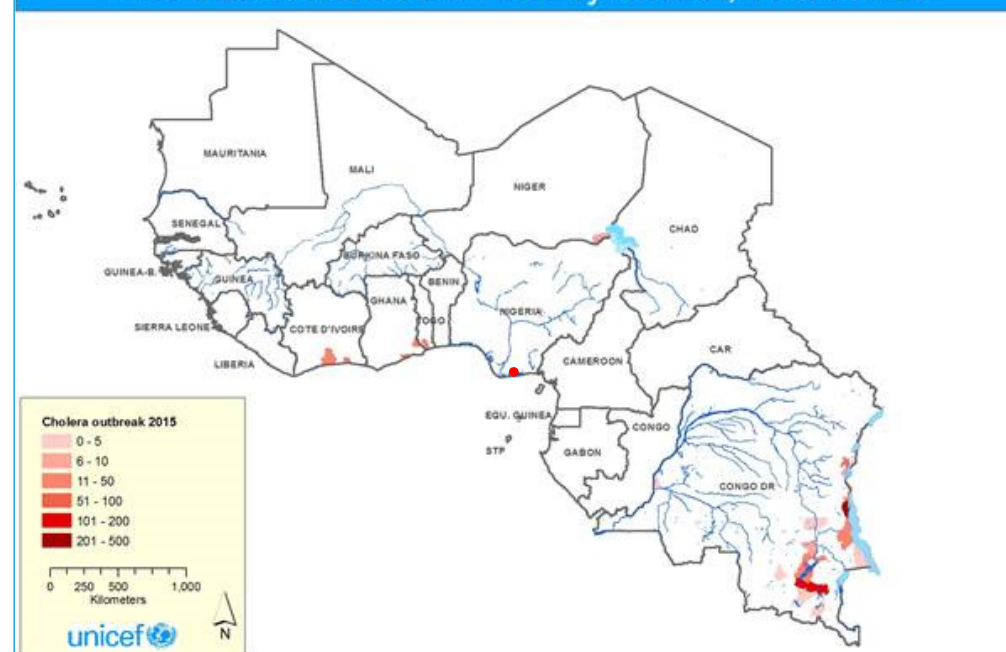 MAURITANIA
MALI
NIGER
CHAD
SENEGAL
GUINEA-B.
GUINEA
BURKINA FASO
BENIN
GHANA
TOGO
NIGERIA
SIERRA LEONE
COTE D'IVOIRE
LIBERIA
CAMEROON
CAR
EQU. GUINEA
CONGO
STP
GABON
CONGO DR
Cholera outbreak 2015
0 - 5
6 - 10
11 - 50
51 - 100
101 - 200
201 - 500
0 250 500 1,000
Kilometers
N
unicef